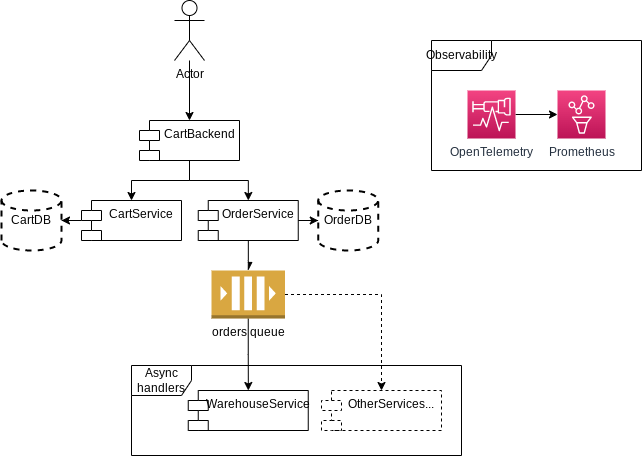 Actor
Observability
OpenTelemetry
Prometheus
CartBackend
CartDB
CartService
OrderService
OrderDB
orders queue
Async
handlers
WarehouseService
OtherServices...